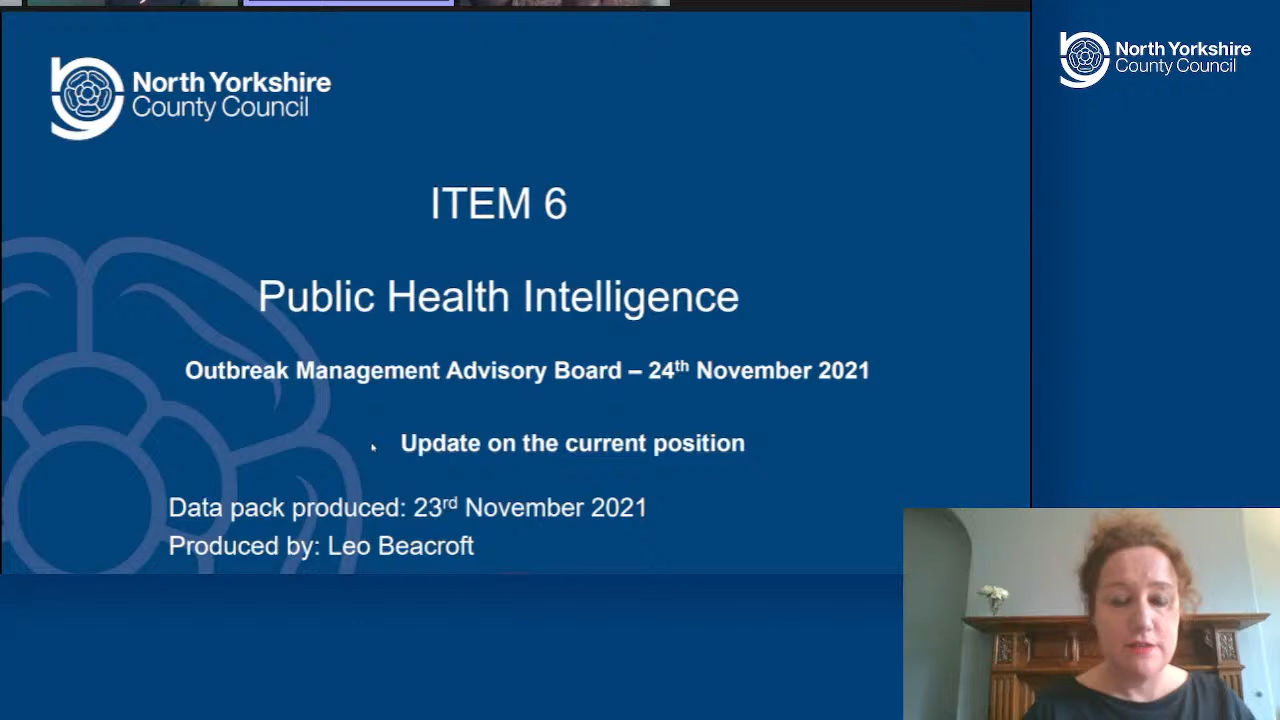 North Yorkshire
County Council
North Yorkshire
County Council
ITEM 6
Public Health Intelligence
Outbreak Management Advisory Board – 24th November 2021
Update on the current position
Data pack produced: 23rd November 2021
Produced by: Leo Beacroft